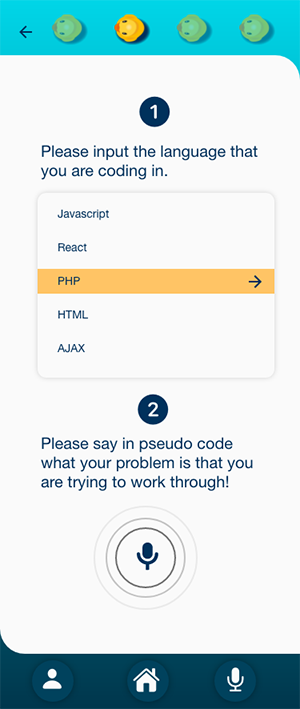 1
Please input the language that
you are coding in.
Javascript
React
PHP
HTML
AJAX
2
Please say in pseudo code
what your problem is that you
are trying to work through!